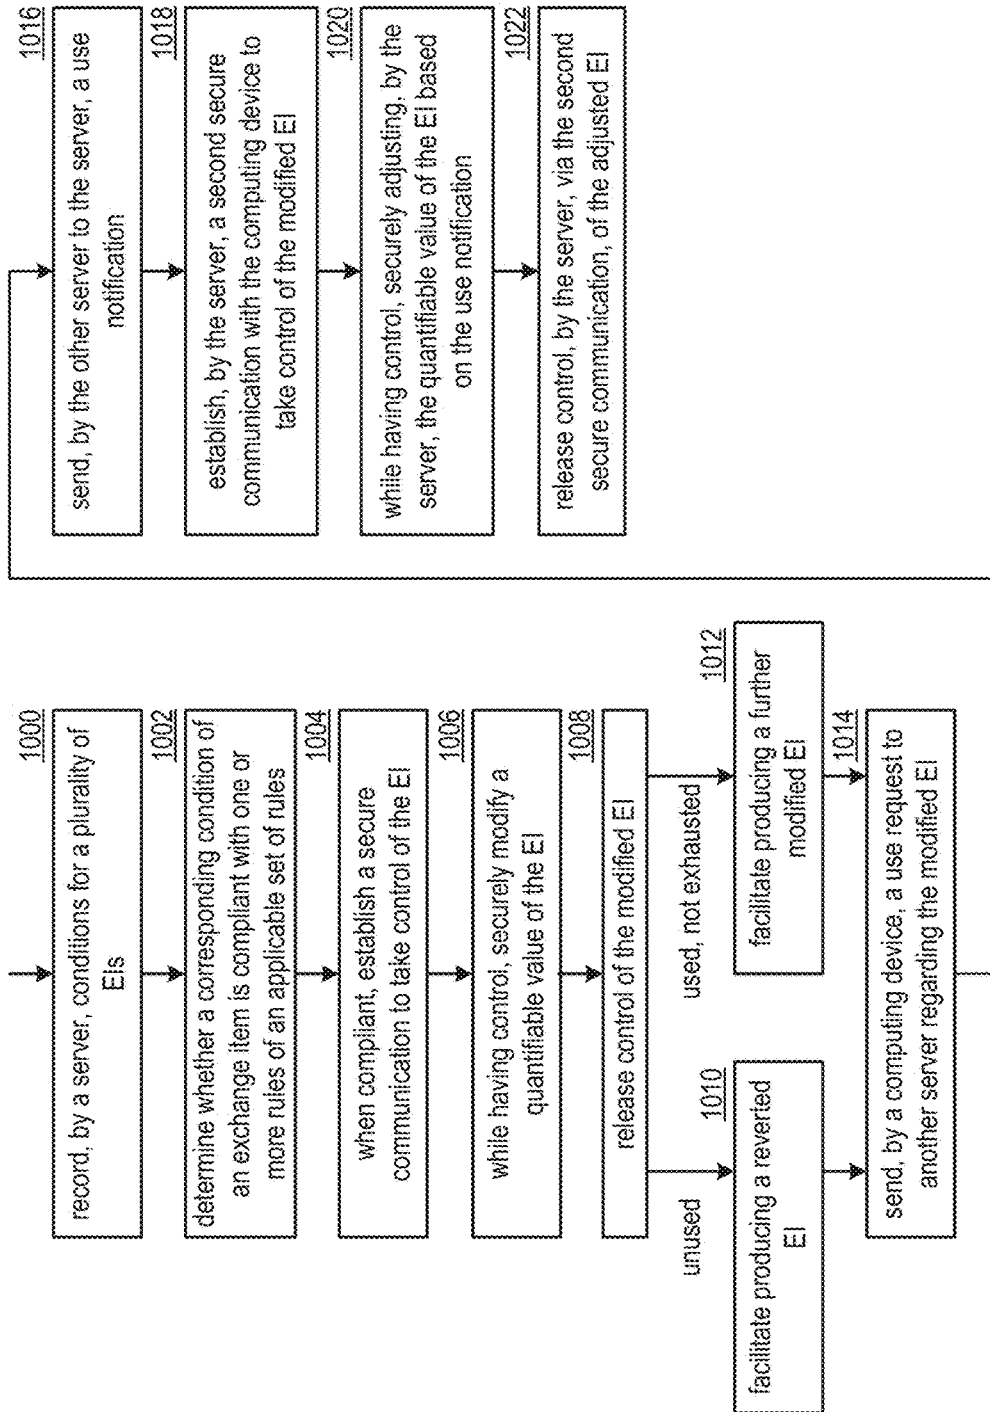 1000
record, by a server, conditions for a plurality of
EIs
1002
determine whether a corresponding condition of
an exchange item is compliant with one or
more rules of an applicable set of rules
1004
when compliant, establish a secure
communication to take control of the EI
1006
while having control, securely modify a
quantifiable value of the EI
1008
release control of the modified EI
unused
used, not exhausted
1010
facilitate producing a reverted
EI
1012
facilitate producing a further
modified EI
1014
send, by a computing device, a use request to
another server regarding the modified EI
1016
send, by the other server to the server, a use
notification
1018
establish, by the server, a second secure
communication with the computing device to
take control of the modified EI
1020
while having control, securely adjusting, by the
server, the quantifiable value of the EI based
on the use notification
1022
release control, by the server, via the second
secure communication, of the adjusted EI